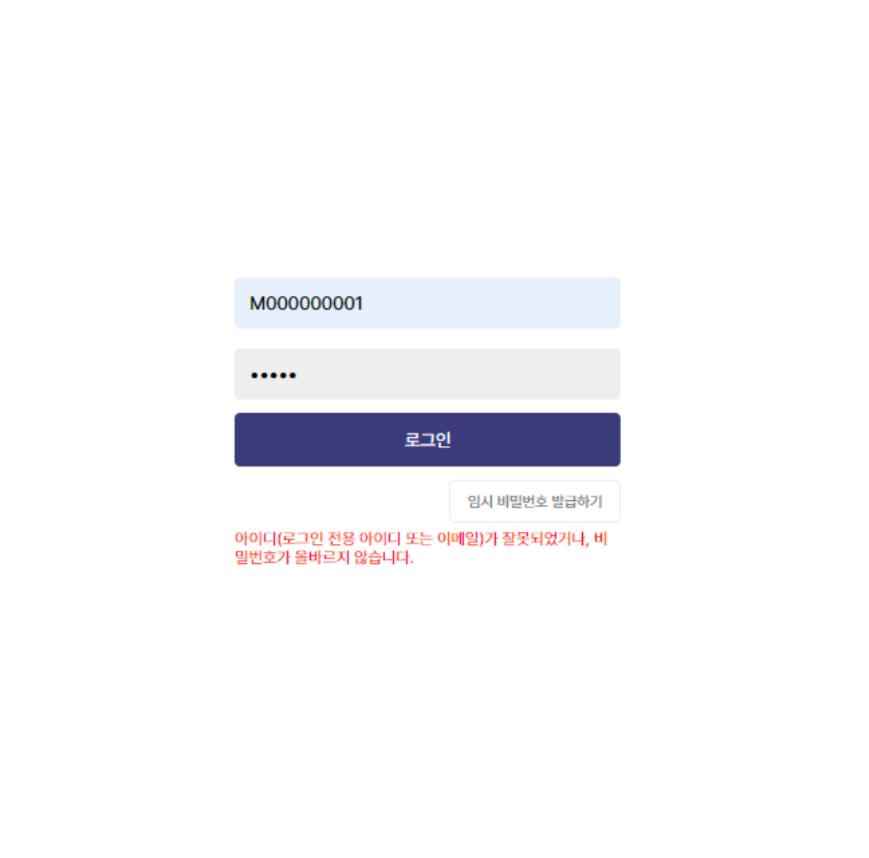 M000000001
•••••
로그인
임시 비밀번호 발급하기
아이디(로그인 전용 아이디 또는 이메일)가 잘못되었거나, 비
밀번호가 올바르지 않습니다.